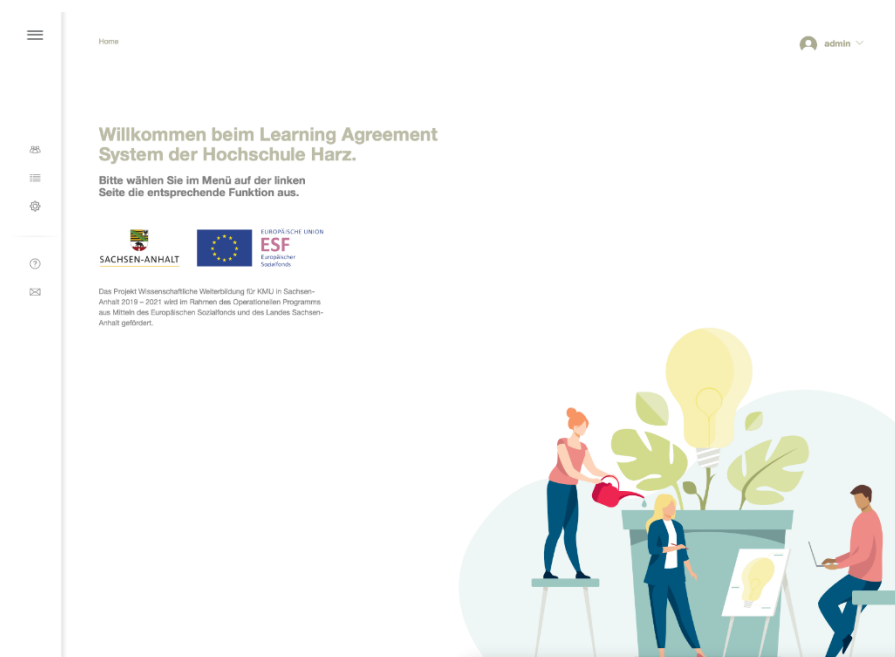 Home
admin
Willkommen beim Learning Agreement
System der Hochschule Harz.
Bitte wählen Sie im Menü auf der linken
Seite die entsprechende Funktion aus.
SACHSEN-ANHALT
EUROPÄISCHE UNION
ESF
Europäischer
Sozialfonds
Das Projekt Wissenschaftliche Weiterbildung für KMU in Sachsen-
Anhalt 2019 – 2021 wird im Rahmen des Operationellen Programms
aus Mitteln des Europäischen Sozialfonds und des Landes Sachsen-
Anhalt gefördert.